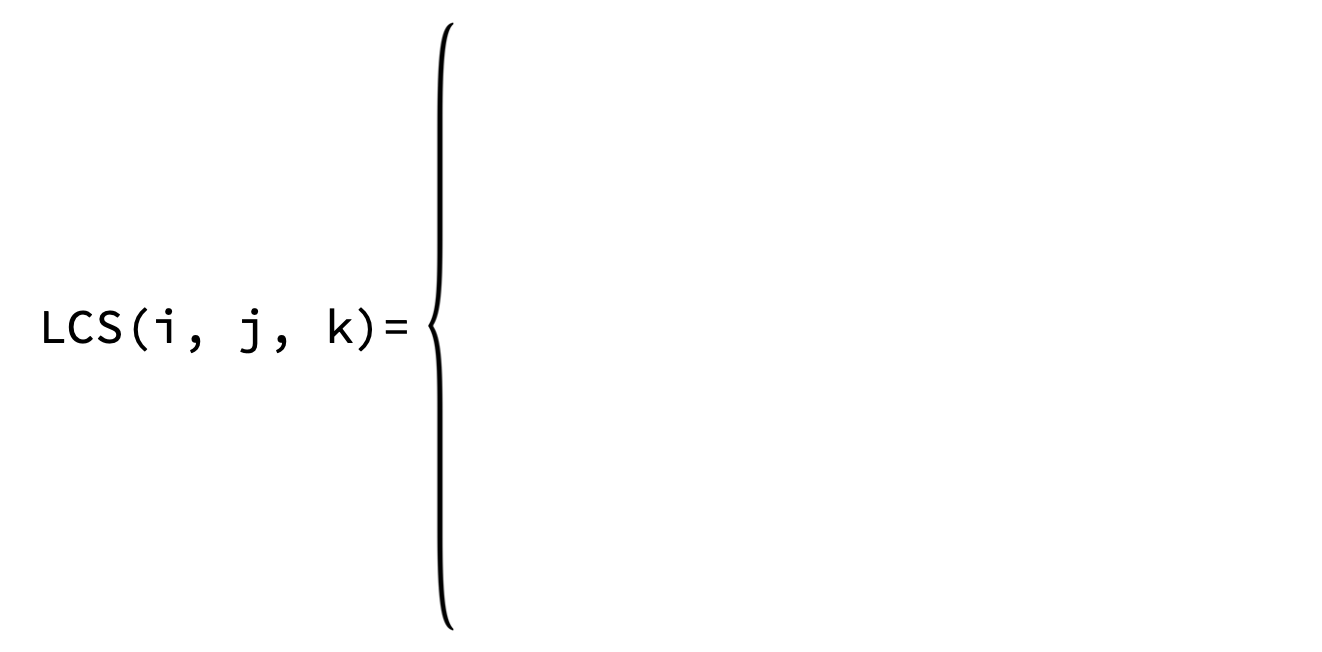 LCS(i, j, k)= {